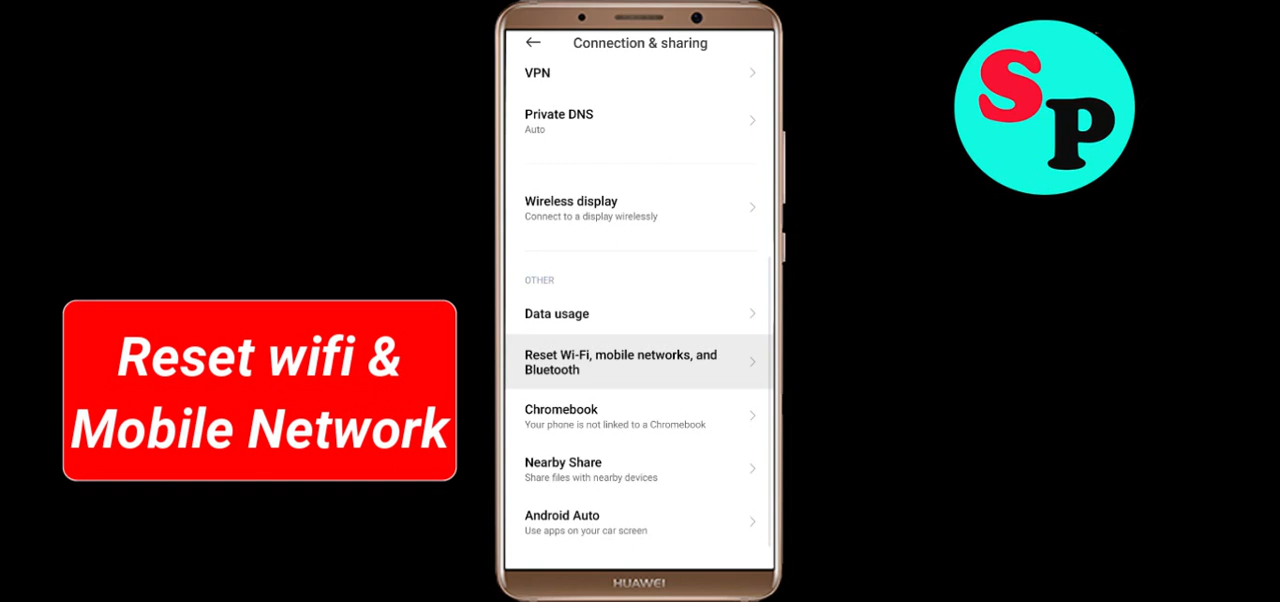 Connection & sharing
VPN
Private DNS
Auto
Wireless display
Connect to a display wirelessly
OTHER
Data usage
Reset Wi-Fi, mobile networks, and
Bluetooth
Chromebook
Your phone is not linked to a Chromebook
Nearby Share
Share files with nearby devices
Android Auto
Use apps on your car screen
HUAWEI
Reset wifi &
Mobile Network
SP